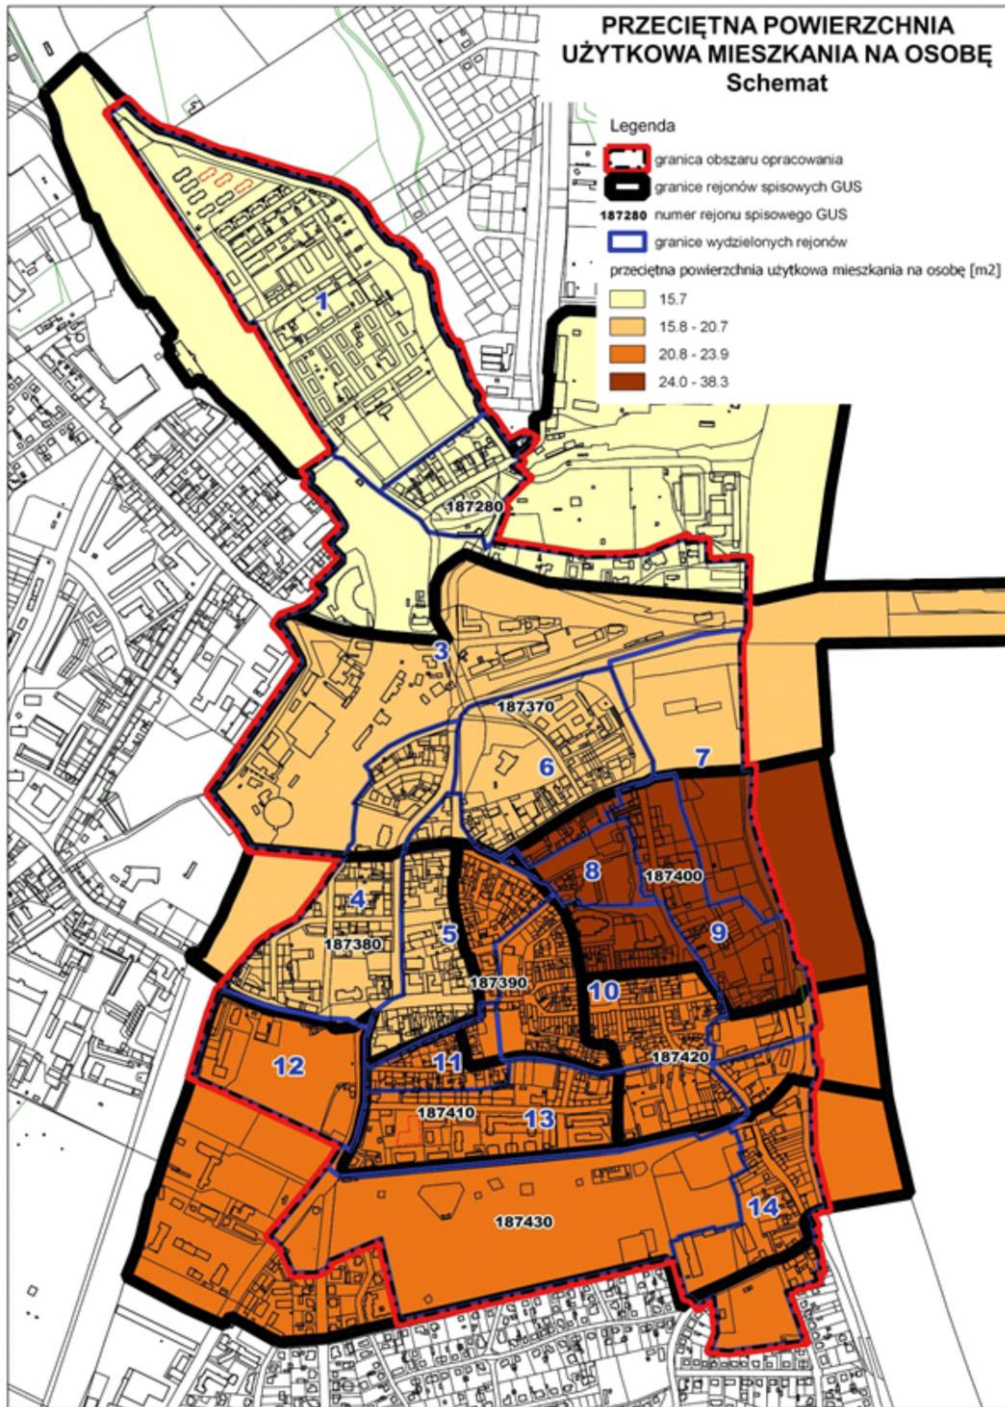 PRZECIĘTNA POWIERZCHNIA
UŻYTKOWA MIESZKANIA NA OSOBĘ
Schemat
Legenda
granica obszaru opracowania
granice rejonów spisowych GUS
187280 numer rejonu spisowego GUS
granice wydzielonych rejonów
przeciętna powierzchnia użytkowa mieszkania na osobę [m2]
15.7
15.8 - 20.7
20.8 - 23.9
24.0 - 38.3
1
187280
3
187370
6
7
8
187400
4
5
9
187380
187390
10
187420
12
11
187410
13
14
187430